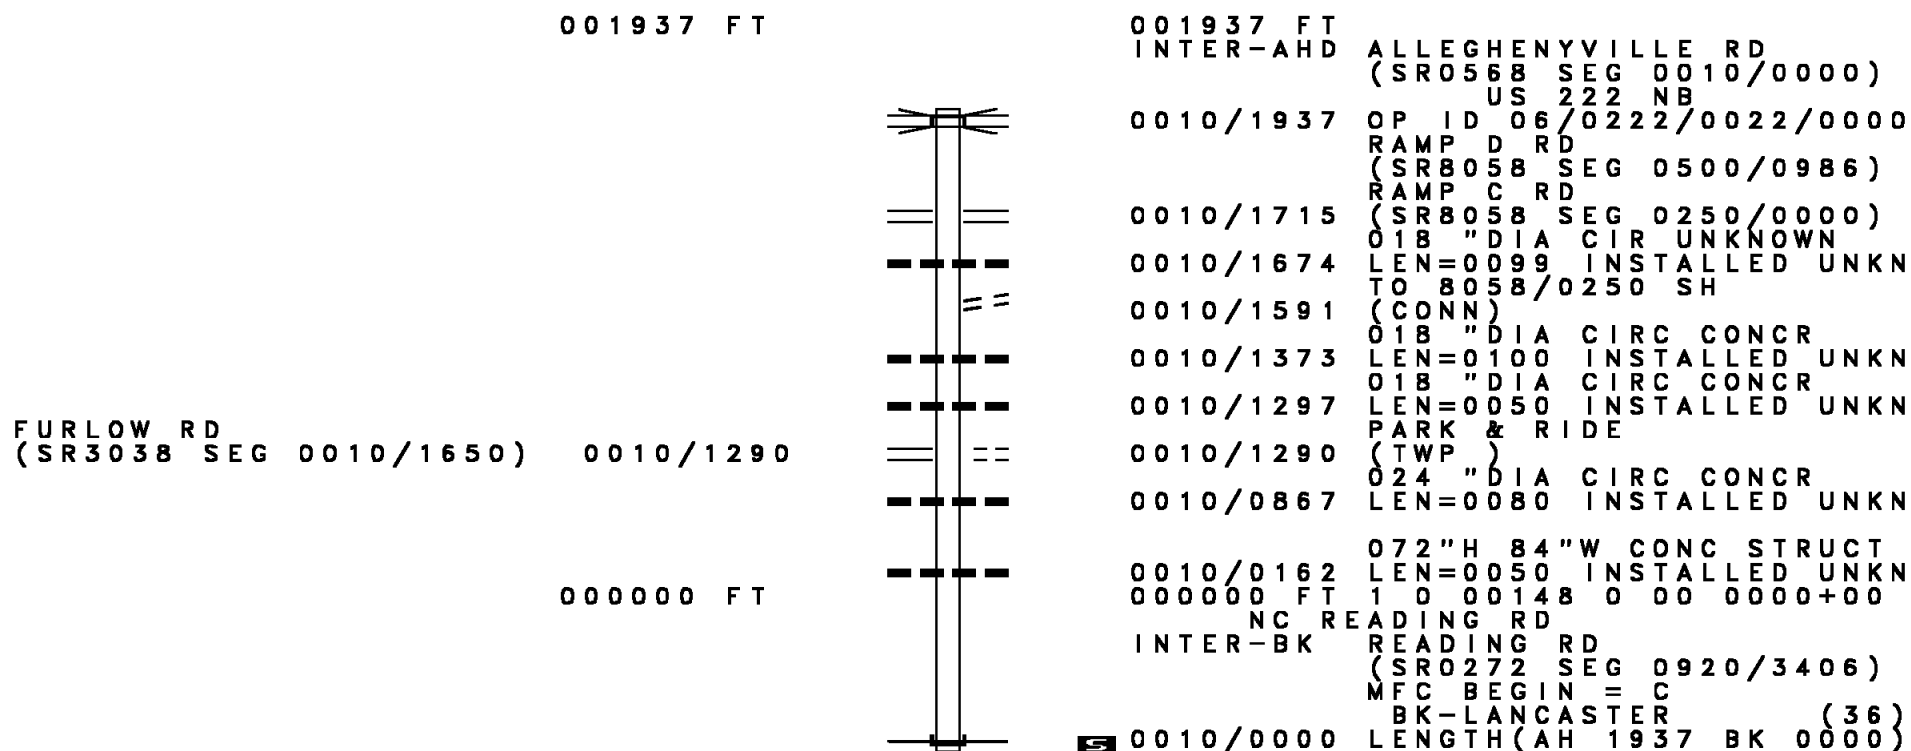 001937 FT 001937 FT
INTER-AHD ALLEGHENYVILLE RD
(SR0568 SEG 0010/0000)
US 222 NB
0010/1937 OP ID 06/0222/0022/0000
RAMP D RD
(SR8058 SEG 0500/0986)
RAMP C RD
0010/1715 (SR8058 SEG 0250/0000)
018 "DIA CIR UNKNOWN
0010/1674 LEN=0099 INSTALLED UNKN
TO 8058/0250 SH
0010/1591 (CONN)
018 "DIA CIRC CONCR
0010/1373 LEN=0100 INSTALLED UNKN
018 "DIA CIRC CONCR
0010/1297 LEN=0050 INSTALLED UNKN
FURLOW RD PARK & RIDE
(SR3038 SEG 0010/1650) 0010/1290 0010/1290 (TWP )
024 "DIA CIRC CONCR
0010/0867 LEN=0080 INSTALLED UNKN
072"H 84"W CONC STRUCT
0010/0162 LEN=0050 INSTALLED UNKN
000000 FT 000000 FT 1 0 00148 0 00 0000+00
NC READING RD
INTER-BK READING RD
(SR0272 SEG 0920/3406)
MFC BEGIN = C
BK-LANCASTER (36)
S 0010/0000 LENGTH(AH 1937 BK 0000)